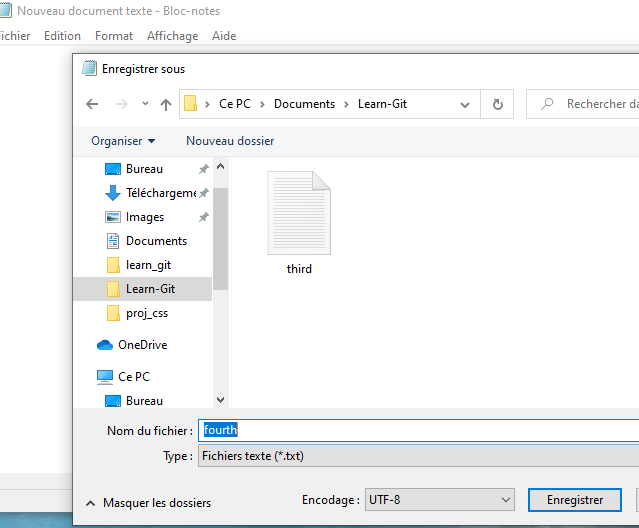 Nouveau document texte - Bloc-notes
Fichier Edition Format Affichage Aide
Enregistrer sous
Ce PC > Documents > Learn-Git
Rechercher da
Organiser Nouveau dossier
Bureau
Téléchargeme
Images
Documents
learn_git
Learn-Git
proj_css
OneDrive
Ce PC
Bureau
third
Nom du fichier : fourth
Type : Fichiers texte (*.txt)
Masquer les dossiers Encodage : UTF-8 Enregistrer